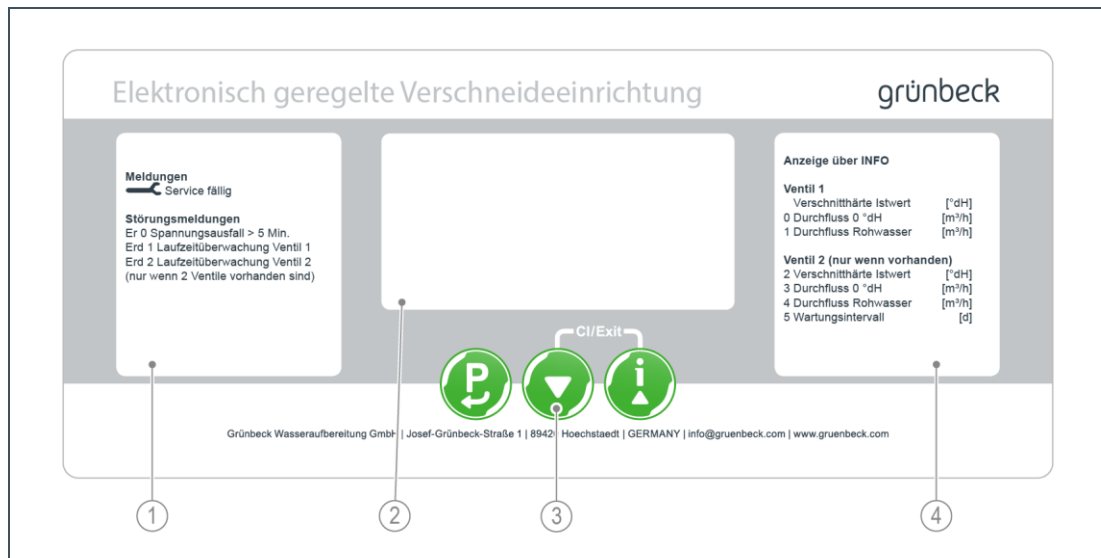 Elektronisch geregelte Verschneideeinrichtung
grünbeck
Meldungen
Service fällig
Störungsmeldungen
Er 0 Spannungsausfall > 5 Min.
Erd 1 Laufzeitüberwachung Ventil 1
Erd 2 Laufzeitüberwachung Ventil 2
(nur wenn 2 Ventile vorhanden sind)
Anzeige über INFO
Ventil 1
Verschnitthärte Istwert [°dH]
0 Durchfluss 0 °dH [m³/h]
1 Durchfluss Rohwasser [m³/h]
Ventil 2 (nur wenn vorhanden)
2 Verschnitthärte Istwert [°dH]
3 Durchfluss 0 °dH [m³/h]
4 Durchfluss Rohwasser [m³/h]
5 Wartungsintervall [d]
CI/Exit
P
i
Grünbeck Wasseraufbereitung GmbH | Josef-Grünbeck-Straße 1 | 89420 Hoechstaedt | GERMANY | info@gruenbeck.com | www.gruenbeck.com
1
2
3
4